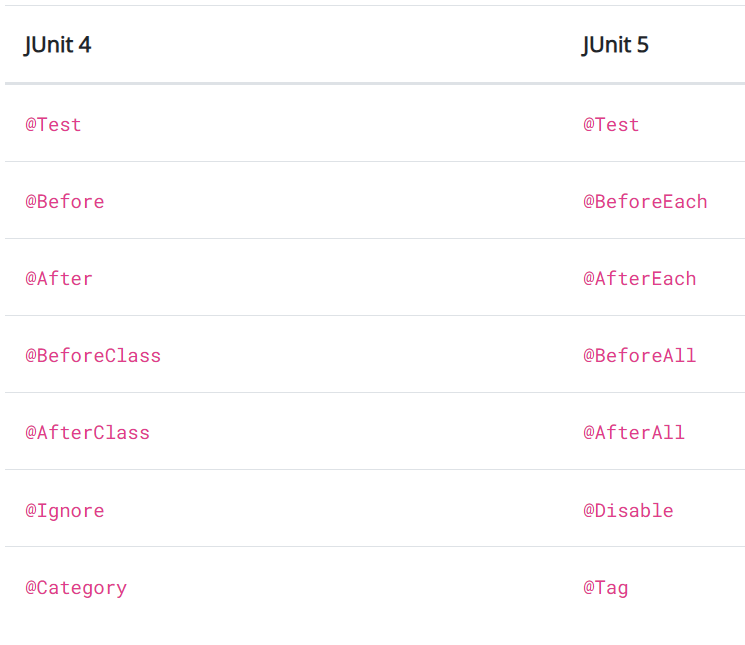 JUnit 4 JUnit 5
@Test @Test
@Before @BeforeEach
@After @AfterEach
@BeforeClass @BeforeAll
@AfterClass @AfterAll
@Ignore @Disable
@Category @Tag